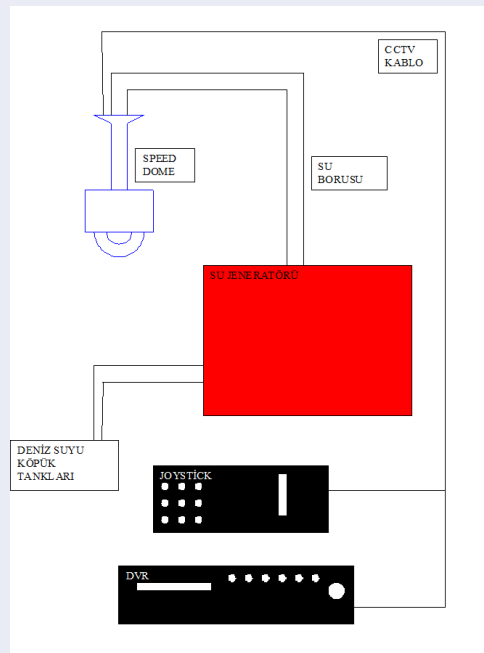 CCTV
KABLO
SPEED
DOME
SU
BORUSU
SU JENERATÖRÜ
DENİZ SUYU
KÖPÜK
TANKLARI
JOYSTİCK
DVR